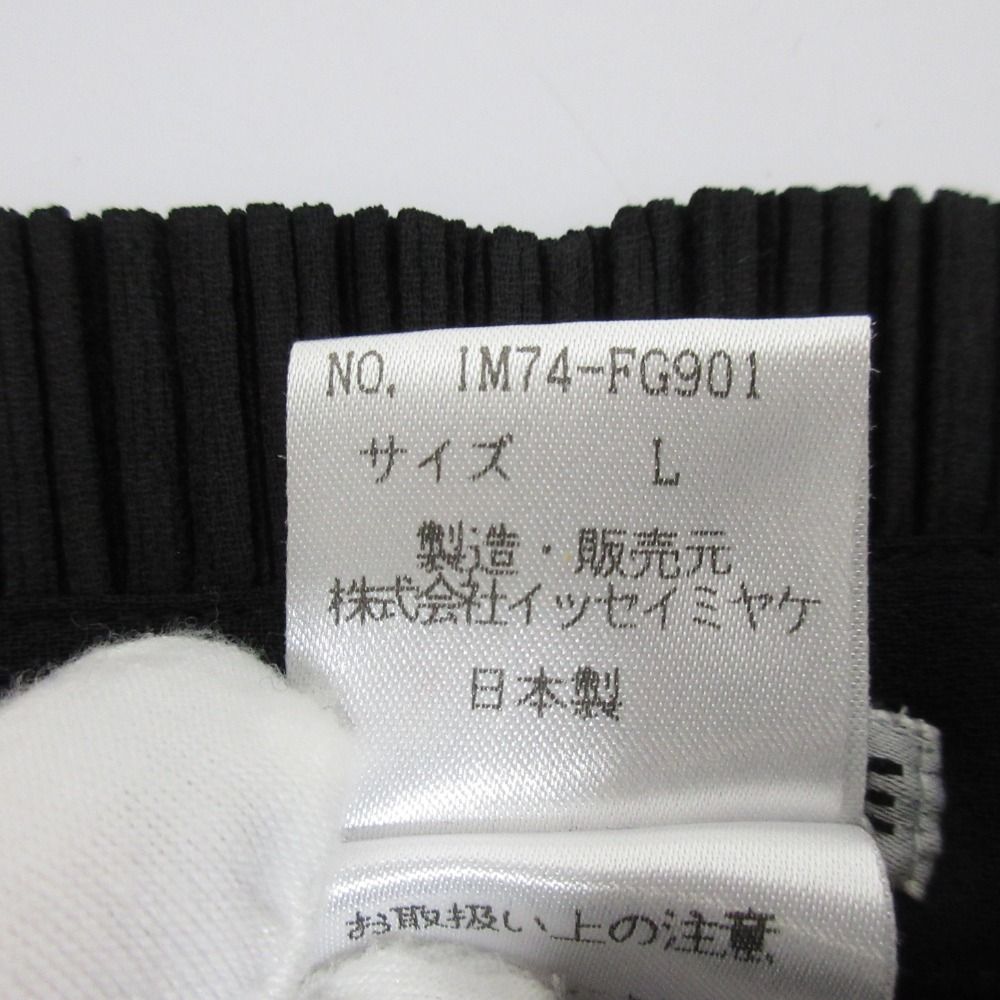 NO. IM74-FG901
サイズ L
製造・販売元
株式会社イッセイミヤケ
日本製
お取扱い上の注意